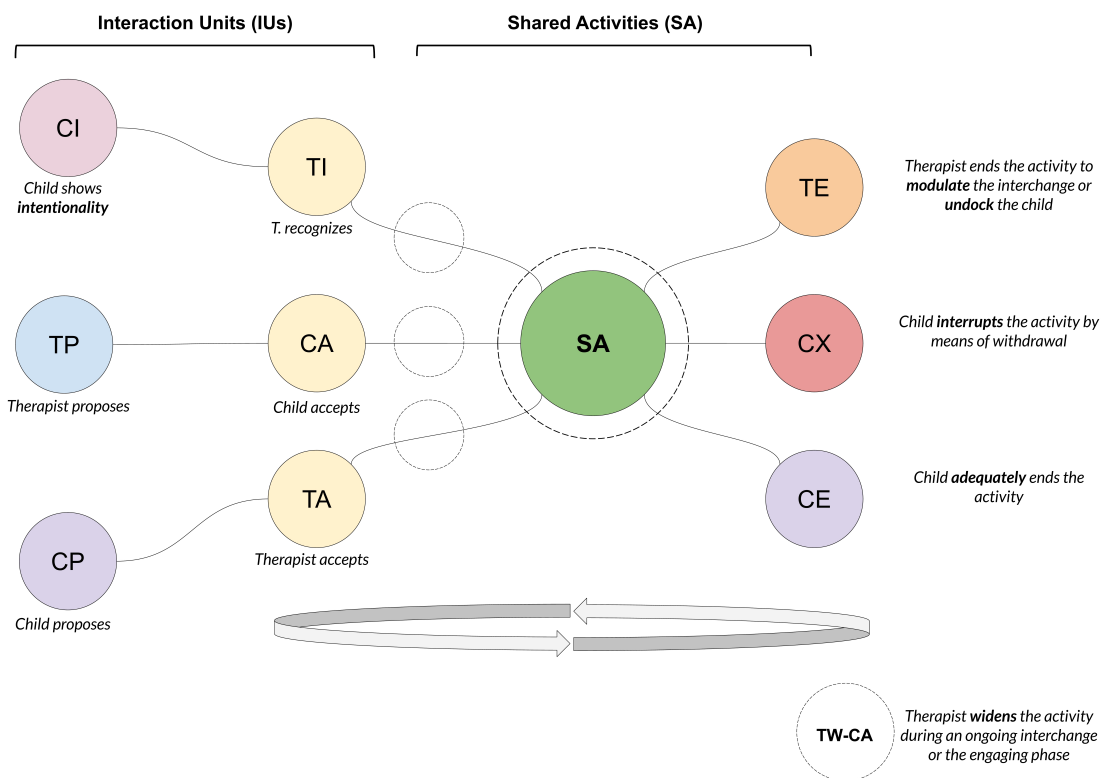 Interaction Units (IUs)
Shared Activities (SA)
CI
Child shows
intentionality
TI
T. recognizes
TE
Therapist ends the activity to
modulate the interchange or
undock the child
TP
Therapist proposes
CA
Child accepts
SA
CX
Child interrupts the activity by
means of withdrawal
TA
Therapist accepts
CE
Child adequately ends the
activity
CP
Child proposes
TW-CA
Therapist widens the activity
during an ongoing interchange
or the engaging phase